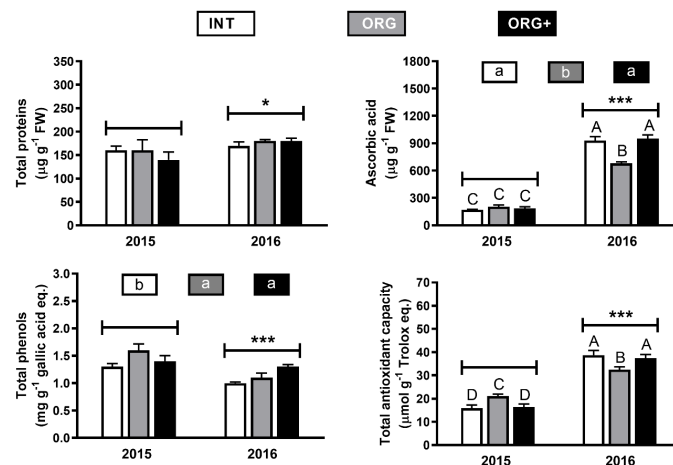 INT ORG ORG+
Total proteins
(µg g⁻¹ FW)
350
300
250
200
150
100
50
0
*
2015 2016
Ascorbic acid
(µg g⁻¹ FW)
1800
1500
1200
900
600
300
0
a b a
***
A B A
C C C
2015 2016
Total phenols
(mg g⁻¹ gallic acid eq.)
3.0
2.5
2.0
1.5
1.0
0.5
0.0
b a a
***
2015 2016
Total antioxidant capacity
(µmol g⁻¹ Trolox eq.)
70
60
50
40
30
20
10
0
***
A B A
D C D
2015 2016